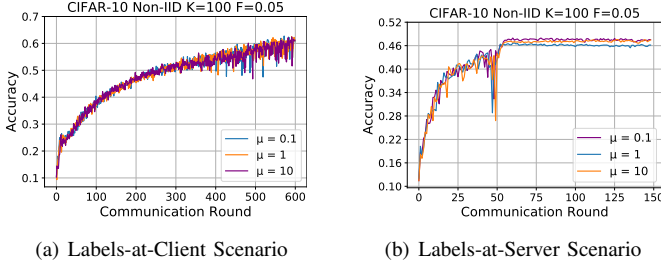 CIFAR-10 Non-IID K=100 F=0.05
Accuracy
0.7
0.6
0.5
0.4
0.3
0.2
0.1
0 100 200 300 400 500 600
Communication Round
μ = 0.1
μ = 1
μ = 10
(a) Labels-at-Client Scenario
CIFAR-10 Non-IID K=100 F=0.05
Accuracy
0.52
0.46
0.40
0.34
0.28
0.22
0.16
0.10
0 25 50 75 100 125 150
Communication Round
μ = 0.1
μ = 1
μ = 10
(b) Labels-at-Server Scenario